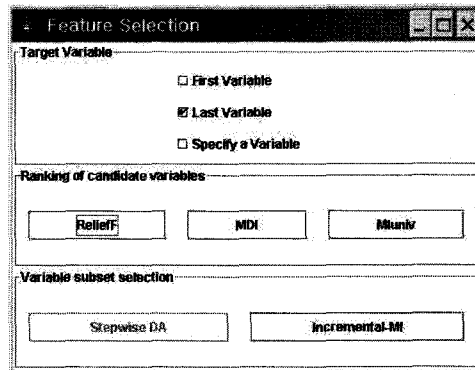 Feature Selection
Target Variable
First Variable
Last Variable
Specify a Variable
Ranking of candidate variables
ReliefF MDI MIuniv
Variable subset selection
Stepwise DA Incremental-MI